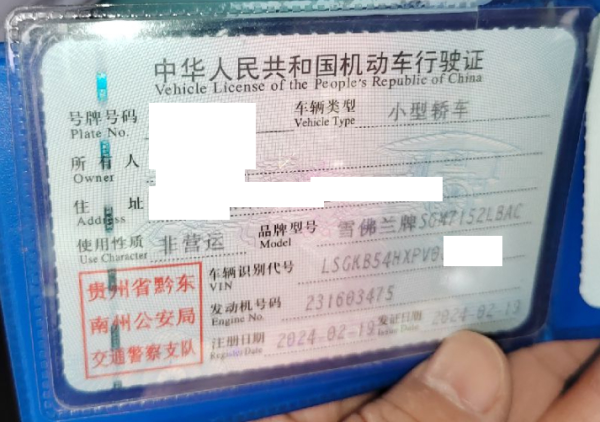 中华人民共和国机动车行驶证
Vehicle License of the People's Republic of China
号牌号码 车辆类型 小型轿车
Plate No. Vehicle Type
所有人
Owner
住址
Address
使用性质 非营运 品牌型号 雪佛兰牌SGM7152LBAC
Use Character Model
车辆识别代号 LSGKB54HXPV
VIN
发动机号码 231603475
Engine No.
注册日期 2024-02-19 发证日期 2024-02-19
Register Date Issue Date
贵州省黔东
南州公安局
交通警察支队